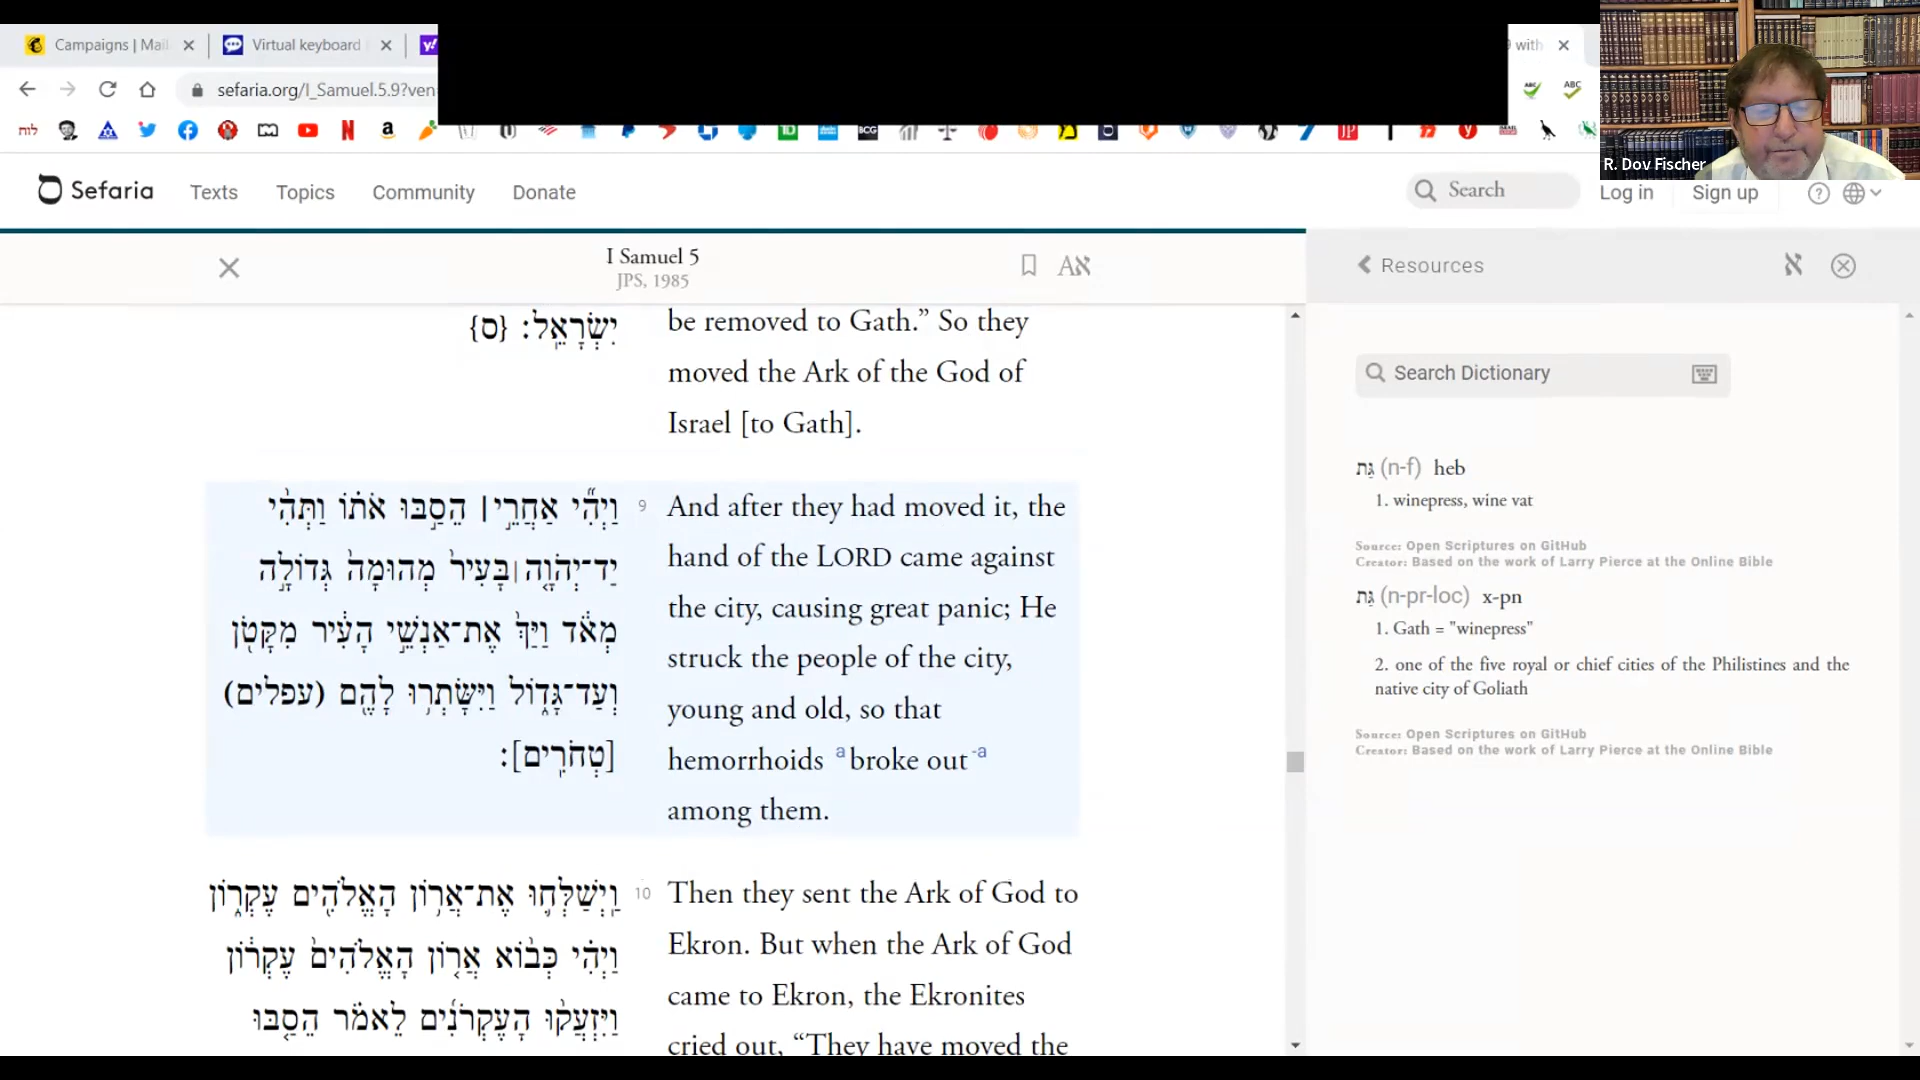 Campaigns | Mail
Virtual keyboard
with
sefaria.org/I_Samuel.5.9?ven
ABC
ABC
לוח
R. Dov Fischer
Sefaria
Texts
Topics
Community
Donate
Search
Log in
Sign up
I Samuel 5
JPS, 1985
Resources
יִשְׂרָאֵֽל׃ {ס}
be removed to Gath.” So they
moved the Ark of the God of
Israel [to Gath].
וַיְהִ֞י אַחֲרֵ֣י ׀ הֵסַ֣בּוּ אֹת֗וֹ וַתְּהִ֨י
יַד־יְהֹוָ֤ה ׀ בָּעִיר֙ מְהוּמָה֙ גְּדוֹלָ֣ה
מְאֹ֔ד וַיַּךְ֙ אֶת־אַנְשֵׁ֣י הָעִ֔יר מִקָּטֹ֖ן
וְעַד־גָּד֑וֹל וַיִּשָּׂתְר֥וּ לָהֶ֖ם (עפלים)
[טְחֹרִֽים]׃
9
And after they had moved it, the
hand of the LORD came against
the city, causing great panic; He
struck the people of the city,
young and old, so that
hemorrhoids a broke out -a
among them.
וַֽיְשַׁלְּח֛וּ אֶת־אֲר֥וֹן הָאֱלֹהִ֖ים עֶקְר֑וֹן
וַיְהִ֗י כְּב֨וֹא אֲר֤וֹן הָאֱלֹהִים֙ עֶקְר֔וֹן
וַיִּזְעֲק֨וּ הָעֶקְרֹנִ֜ים לֵאמֹ֗ר הֵסַ֤בּוּ
10
Then they sent the Ark of God to
Ekron. But when the Ark of God
came to Ekron, the Ekronites
cried out, “They have moved the
Search Dictionary
גַּת (n-f) heb
1. winepress, wine vat
Source: Open Scriptures on GitHub
Creator: Based on the work of Larry Pierce at the Online Bible
גַּת (n-pr-loc) x-pn
1. Gath = "winepress"
2. one of the five royal or chief cities of the Philistines and the
native city of Goliath
Source: Open Scriptures on GitHub
Creator: Based on the work of Larry Pierce at the Online Bible